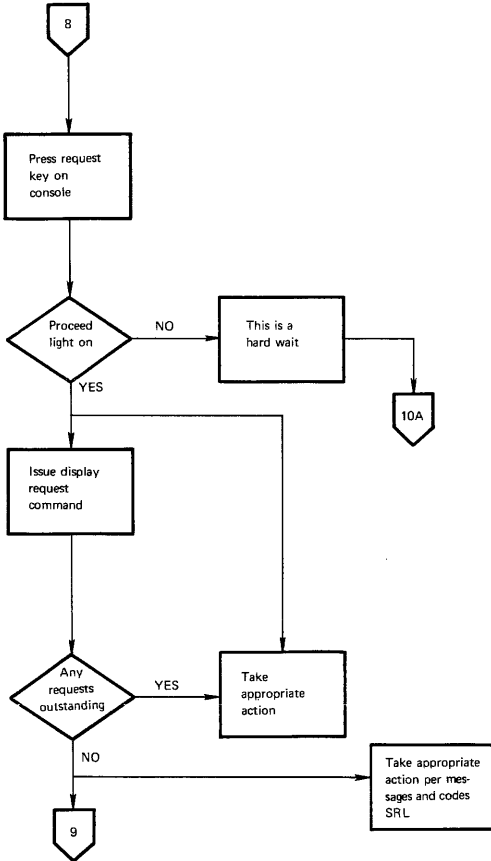 8
Press request
key on
console
Proceed
light on
NO
This is a
hard wait
YES
10A
Issue display
request
command
Any
requests
outstanding
YES
Take
appropriate
action
NO
Take appropriate
action per mes-
sages and codes
SRL
9